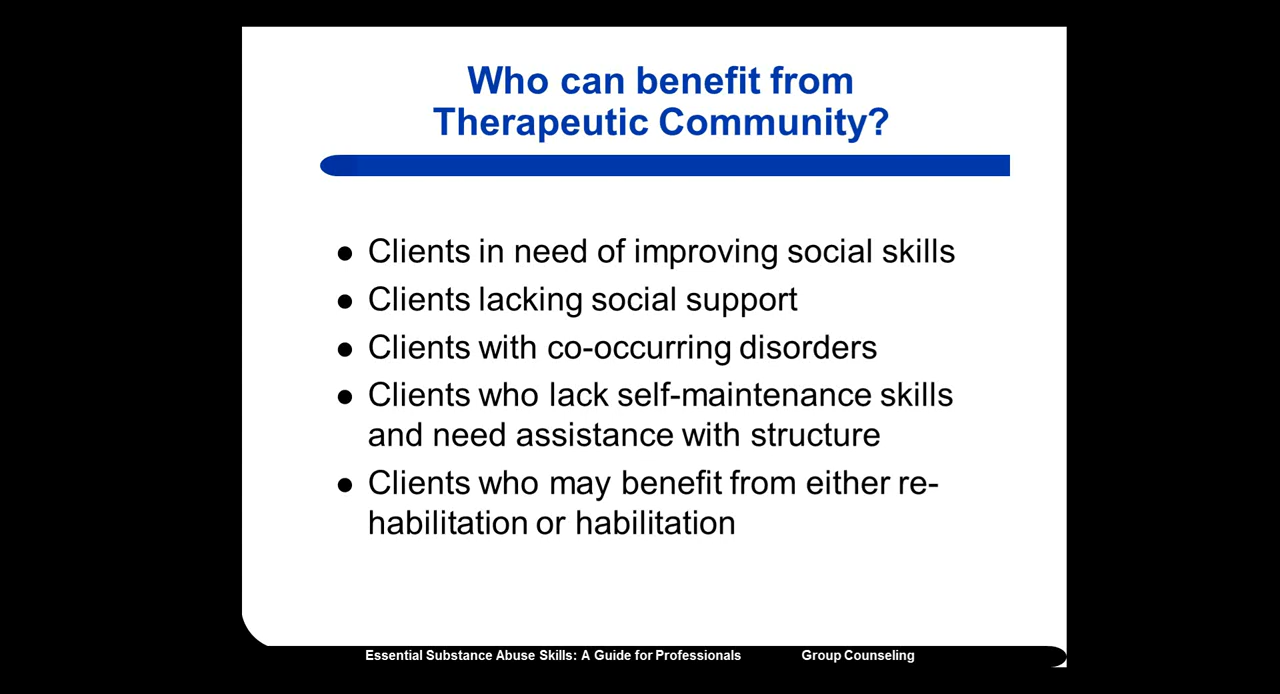 Who can benefit from
Therapeutic Community?
● Clients in need of improving social skills
● Clients lacking social support
● Clients with co-occurring disorders
● Clients who lack self-maintenance skills
and need assistance with structure
● Clients who may benefit from either re-
habilitation or habilitation
Essential Substance Abuse Skills: A Guide for Professionals Group Counseling